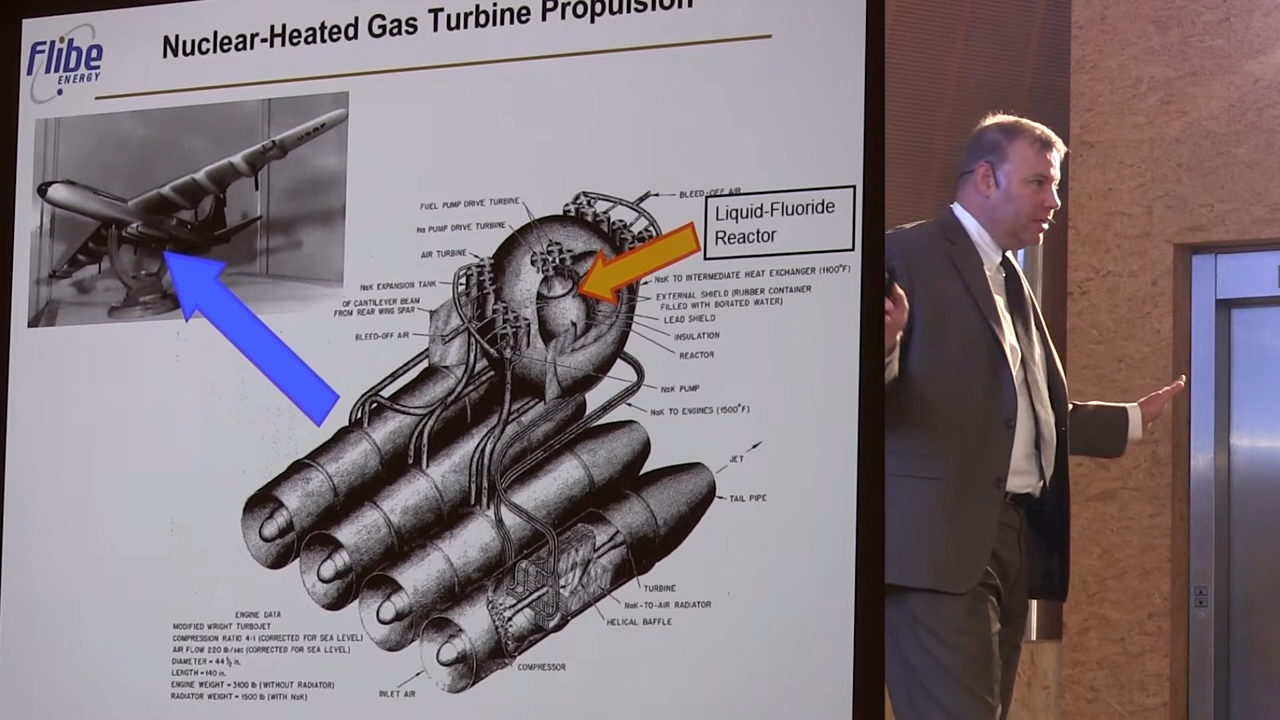 Flibe
ENERGY
Nuclear-Heated Gas Turbine Propulsion
USAF
BLEED-OFF AIR
FUEL PUMP DRIVE TURBINE
Na PUMP DRIVE TURBINE
AIR TURBINE
Liquid-Fluoride
Reactor
NaK EXPANSION TANK
NaK TO INTERMEDIATE HEAT EXCHANGER (1100°F)
OF CANTILEVER BEAM
FROM REAR WING SPAR
EXTERNAL SHIELD (RUBBER CONTAINER
FILLED WITH BORATED WATER)
LEAD SHIELD
BLEED-OFF AIR
INSULATION
REACTOR
NaK PUMP
NaK TO ENGINES (1500°F)
JET
TAIL PIPE
TURBINE
NaK-TO-AIR RADIATOR
HELICAL BAFFLE
COMPRESSOR
INLET AIR
ENGINE DATA
MODIFIED WRIGHT TURBOJET
COMPRESSION RATIO 4:1 (CORRECTED FOR SEA LEVEL)
AIR FLOW 220 lb/sec (CORRECTED FOR SEA LEVEL)
DIAMETER = 44 1/2 in.
LENGTH = 140 in.
ENGINE WEIGHT = 3100 lb (WITHOUT RADIATOR)
RADIATOR WEIGHT = 1500 lb (WITH NaK)